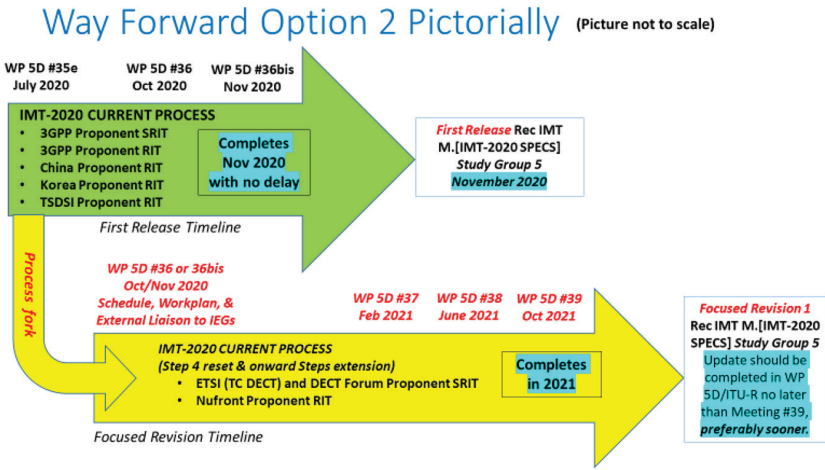 Way Forward Option 2 Pictorially (Picture not to scale)
WP 5D #35e
July 2020
WP 5D #36
Oct 2020
WP 5D #36bis
Nov 2020
IMT-2020 CURRENT PROCESS
• 3GPP Proponent SRIT
• 3GPP Proponent RIT
• China Proponent RIT
• Korea Proponent RIT
• TSDSI Proponent RIT
Completes
Nov 2020
with no delay
First Release Rec IMT
M.[IMT-2020 SPECS]
Study Group 5
November 2020
First Release Timeline
Process fork
WP 5D #36 or 36bis
Oct/Nov 2020
Schedule, Workplan, &
External Liaison to IEGs
WP 5D #37
Feb 2021
WP 5D #38
June 2021
WP 5D #39
Oct 2021
IMT-2020 CURRENT PROCESS
(Step 4 reset & onward Steps extension)
• ETSI (TC DECT) and DECT Forum Proponent SRIT
• Nufront Proponent RIT
Completes
in 2021
Focused Revision 1
Rec IMT M.[IMT-2020
SPECS] Study Group 5
Update should be
completed in WP
5D/ITU-R no later
than Meeting #39,
preferably sooner.
Focused Revision Timeline